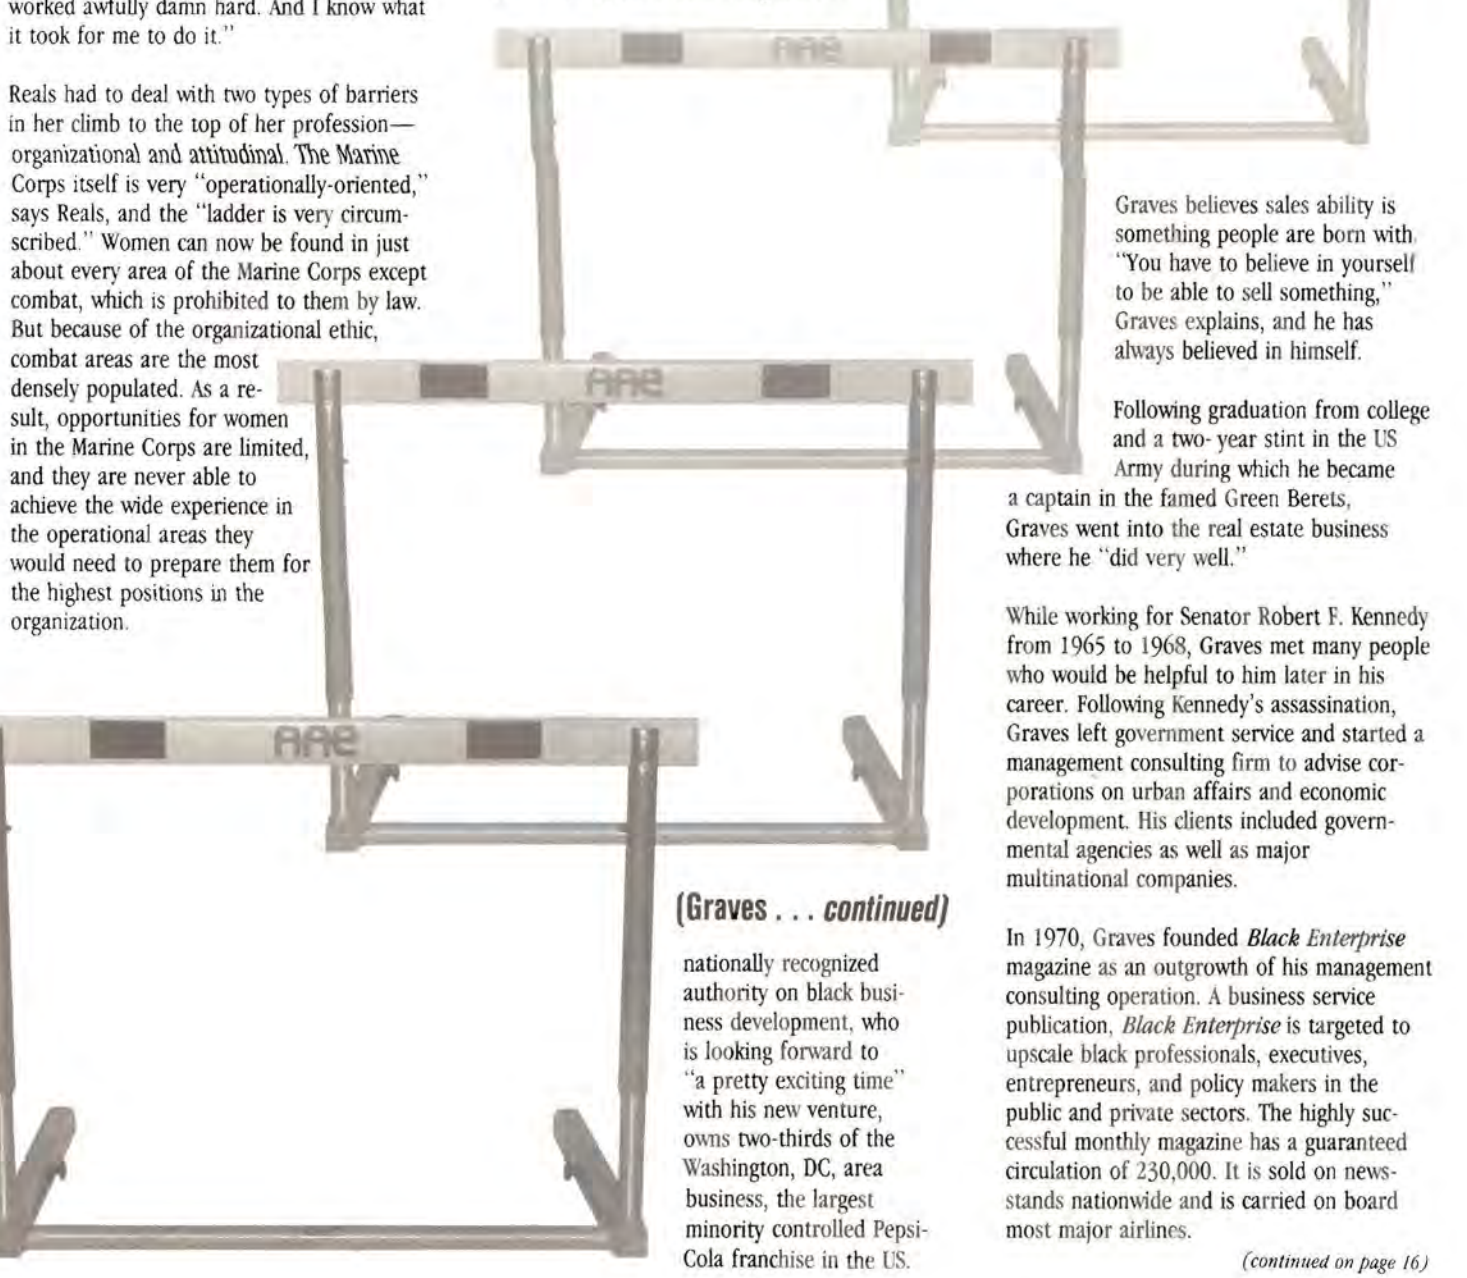 worked awfully damn hard. And I know what
it took for me to do it."
Reals had to deal with two types of barriers
in her climb to the top of her profession—
organizational and attitudinal. The Marine
Corps itself is very "operationally-oriented,"
says Reals, and the "ladder is very circum-
scribed." Women can now be found in just
about every area of the Marine Corps except
combat, which is prohibited to them by law.
But because of the organizational ethic,
combat areas are the most
densely populated. As a re-
sult, opportunities for women
in the Marine Corps are limited,
and they are never able to
achieve the wide experience in
the operational areas they
would need to prepare them for
the highest positions in the
organization.
AAE
AAE
AAE
(Graves . . . continued)
nationally recognized
authority on black busi-
ness development, who
is looking forward to
"a pretty exciting time"
with his new venture,
owns two-thirds of the
Washington, DC, area
business, the largest
minority controlled Pepsi-
Cola franchise in the US.
Graves believes sales ability is
something people are born with.
"You have to believe in yourself
to be able to sell something,"
Graves explains, and he has
always believed in himself.
Following graduation from college
and a two- year stint in the US
Army during which he became
a captain in the famed Green Berets,
Graves went into the real estate business
where he "did very well."
While working for Senator Robert F. Kennedy
from 1965 to 1968, Graves met many people
who would be helpful to him later in his
career. Following Kennedy's assassination,
Graves left government service and started a
management consulting firm to advise cor-
porations on urban affairs and economic
development. His clients included govern-
mental agencies as well as major
multinational companies.
In 1970, Graves founded Black Enterprise
magazine as an outgrowth of his management
consulting operation. A business service
publication, Black Enterprise is targeted to
upscale black professionals, executives,
entrepreneurs, and policy makers in the
public and private sectors. The highly suc-
cessful monthly magazine has a guaranteed
circulation of 230,000. It is sold on news-
stands nationwide and is carried on board
most major airlines.
(continued on page 16)